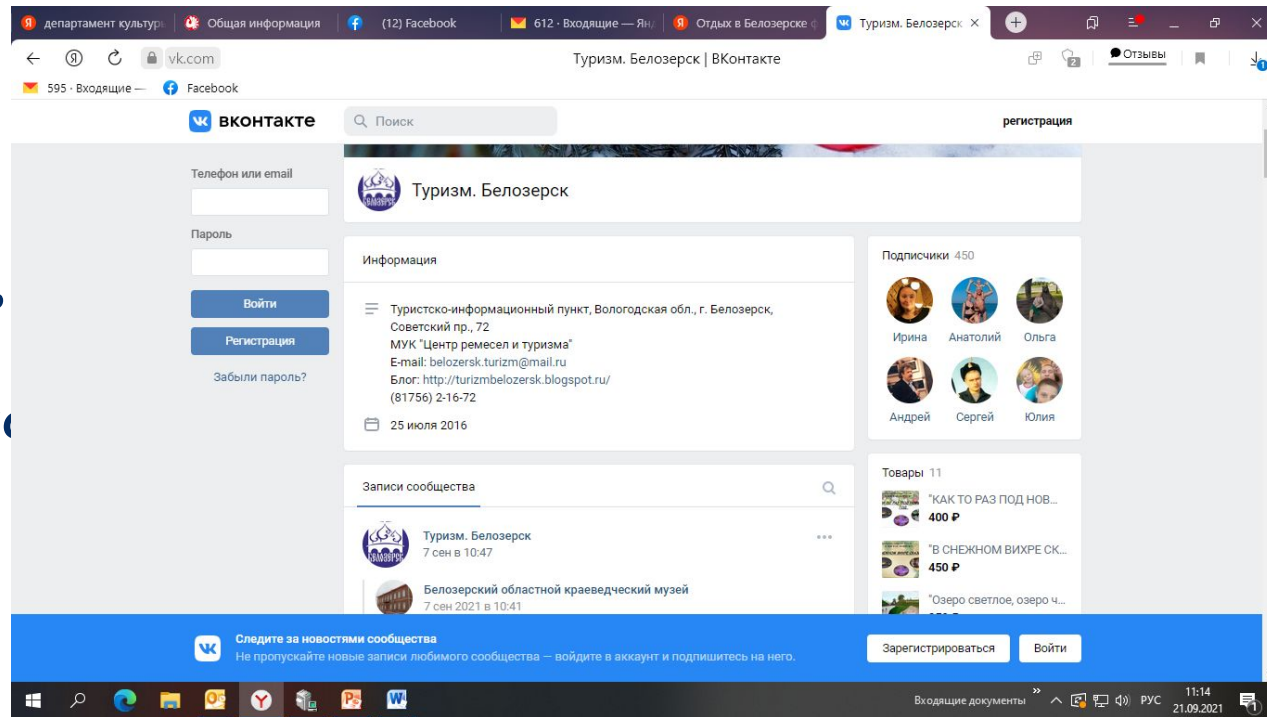 департамент культуры
Общая информация
(12) Facebook
612 · Входящие — Ян
Отдых в Белозерске ф
Туризм. Белозерск
vk.com
Туризм. Белозерск | ВКонтакте
2
Отзывы
1
595 · Входящие —
Facebook
вконтакте
Поиск
регистрация
Телефон или email
Пароль
Войти
Регистрация
Забыли пароль?
Туризм. Белозерск
Информация
Туристско-информационный пункт, Вологодская обл., г. Белозерск,
Советский пр., 72
МУК "Центр ремесел и туризма"
E-mail: belozersk.turizm@mail.ru
Блог: http://turizmbelozersk.blogspot.ru/
(81756) 2-16-72
25 июля 2016
Записи сообщества
Туризм. Белозерск
7 сен в 10:47
Белозерский областной краеведческий музей
7 сен 2021 в 10:41
Подписчики 450
Ирина Анатолий Ольга
Андрей Сергей Юлия
Товары 11
"КАК ТО РАЗ ПОД НОВ...
400 ₽
"В СНЕЖНОМ ВИХРЕ СК...
450 ₽
"Озеро светлое, озеро ч...
Следите за новостями сообщества
Не пропускайте новые записи любимого сообщества — войдите в аккаунт и подпишитесь на него.
Зарегистрироваться
Войти
Входящие документы
РУС
11:14
21.09.2021
1